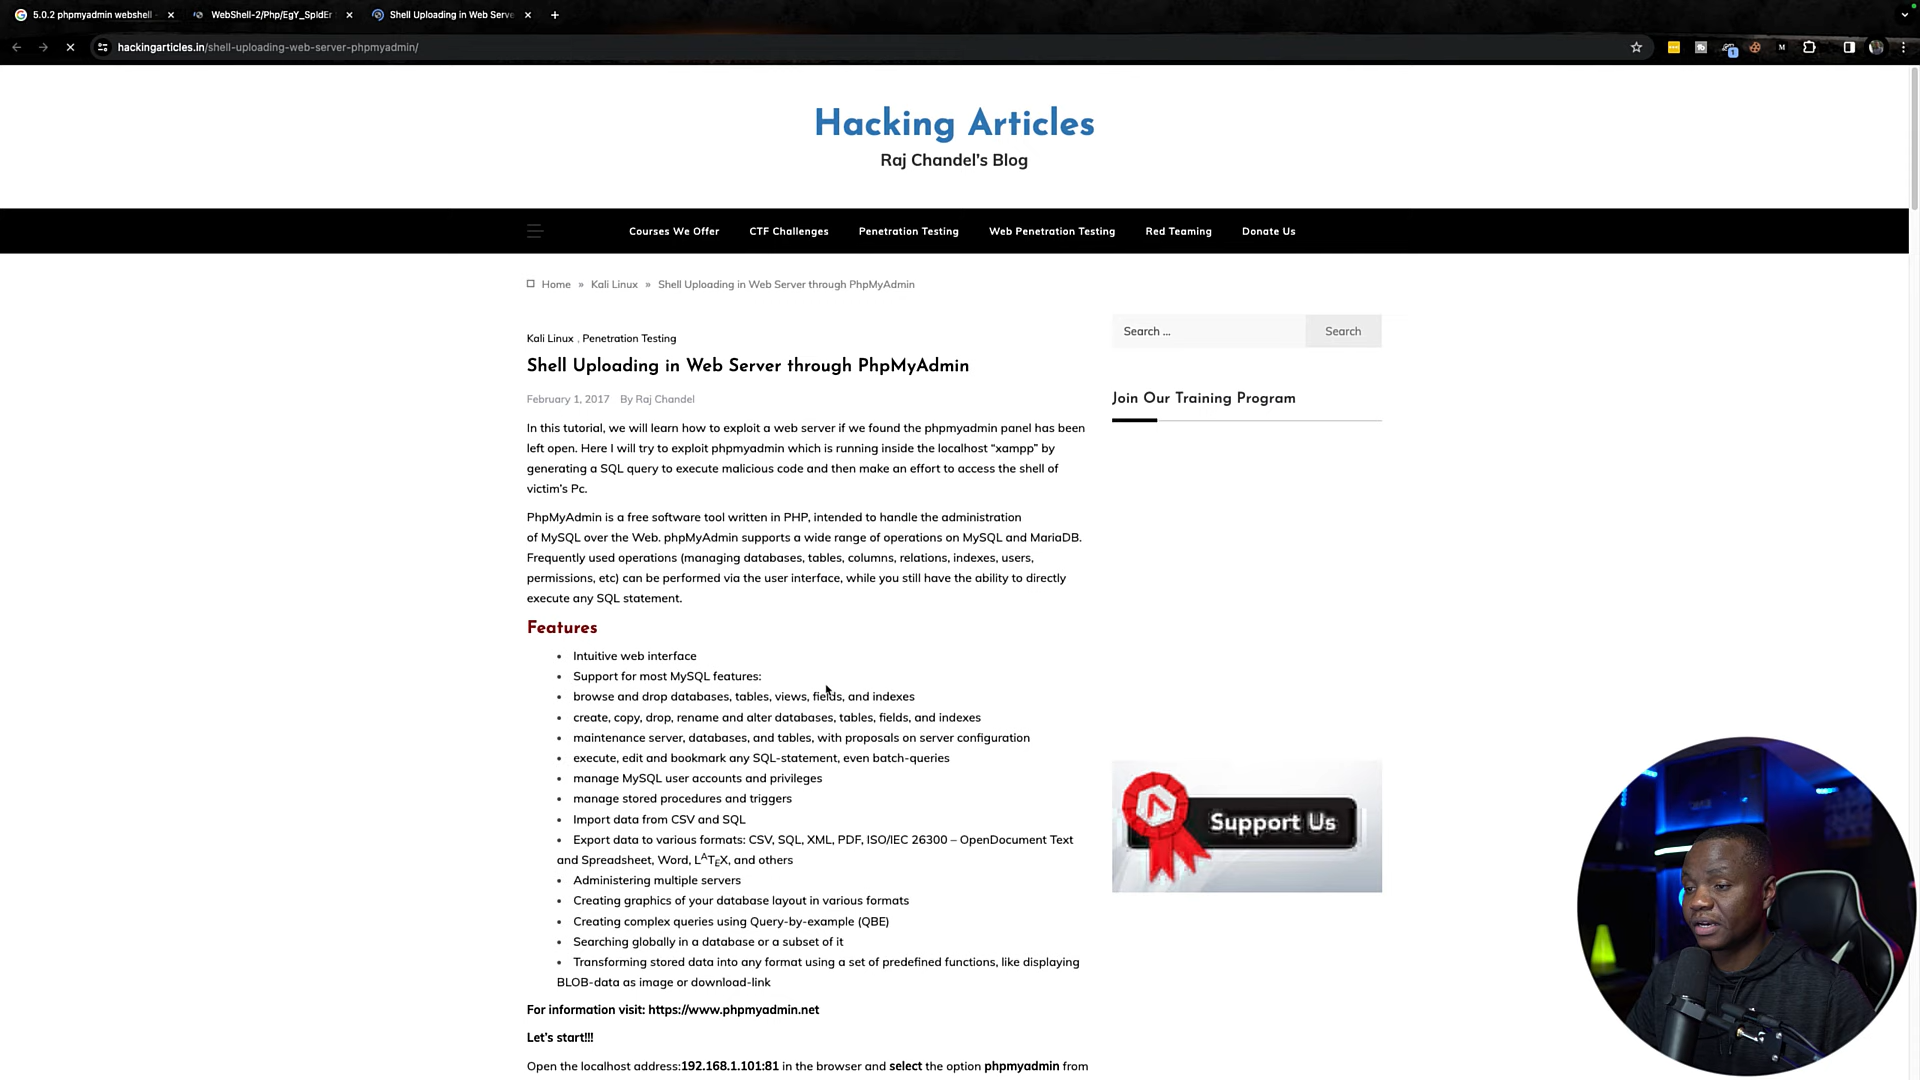 5.0.2 phpmyadmin webshell -
WebShell-2/Php/EgY_SpIdEr
Shell Uploading in Web Serve
hackingarticles.in/shell-uploading-web-server-phpmyadmin/
Hacking Articles
Raj Chandel's Blog
Courses We Offer
CTF Challenges
Penetration Testing
Web Penetration Testing
Red Teaming
Donate Us
Home » Kali Linux » Shell Uploading in Web Server through PhpMyAdmin
Kali Linux , Penetration Testing
Shell Uploading in Web Server through PhpMyAdmin
February 1, 2017 By Raj Chandel
In this tutorial, we will learn how to exploit a web server if we found the phpmyadmin panel has been
left open. Here I will try to exploit phpmyadmin which is running inside the localhost “xampp” by
generating a SQL query to execute malicious code and then make an effort to access the shell of
victim's Pc.
PhpMyAdmin is a free software tool written in PHP, intended to handle the administration
of MySQL over the Web. phpMyAdmin supports a wide range of operations on MySQL and MariaDB.
Frequently used operations (managing databases, tables, columns, relations, indexes, users,
permissions, etc) can be performed via the user interface, while you still have the ability to directly
execute any SQL statement.
Features
• Intuitive web interface
• Support for most MySQL features:
• browse and drop databases, tables, views, fields, and indexes
• create, copy, drop, rename and alter databases, tables, fields, and indexes
• maintenance server, databases, and tables, with proposals on server configuration
• execute, edit and bookmark any SQL-statement, even batch-queries
• manage MySQL user accounts and privileges
• manage stored procedures and triggers
• Import data from CSV and SQL
• Export data to various formats: CSV, SQL, XML, PDF, ISO/IEC 26300 – OpenDocument Text
and Spreadsheet, Word, LATEX, and others
• Administering multiple servers
• Creating graphics of your database layout in various formats
• Creating complex queries using Query-by-example (QBE)
• Searching globally in a database or a subset of it
• Transforming stored data into any format using a set of predefined functions, like displaying
BLOB-data as image or download-link
For information visit: https://www.phpmyadmin.net
Let's start!!!
Open the localhost address:192.168.1.101:81 in the browser and select the option phpmyadmin from
Search ...
Search
Join Our Training Program
Support Us